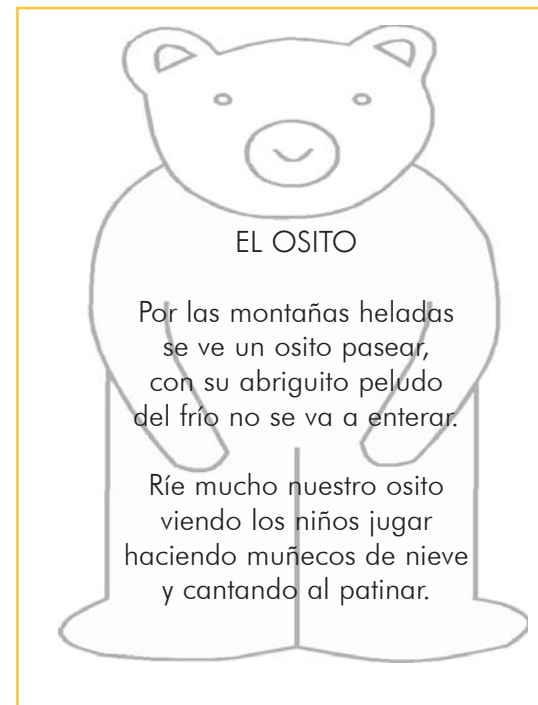 EL OSITO
Por las montañas heladas
se ve un osito pasear,
con su abriguito peludo
del frío no se va a enterar.
Ríe mucho nuestro osito
viendo los niños jugar
haciendo muñecos de nieve
y cantando al patinar.